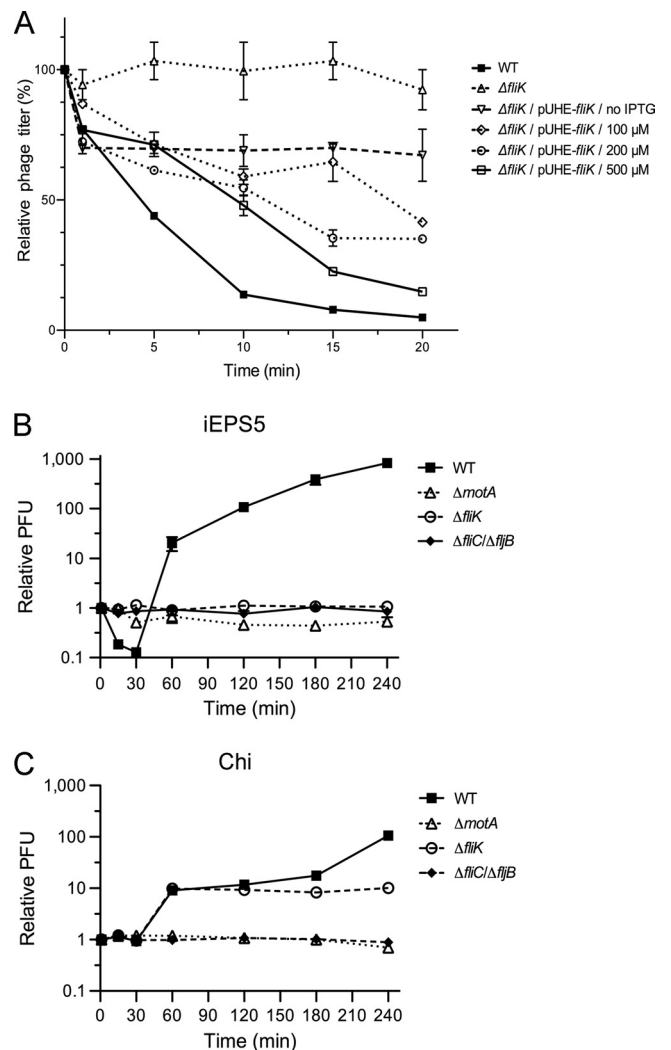 A
Relative phage titer (%)
100
50
0
0
5
10
15
20
Time (min)
WT
ΔfliK
ΔfliK / pUHE-fliK / no IPTG
ΔfliK / pUHE-fliK / 100 µM
ΔfliK / pUHE-fliK / 200 µM
ΔfliK / pUHE-fliK / 500 µM
B
iEPS5
Relative PFU
1,000
100
10
1
0.1
0 30 60 90 120 150 180 210 240
Time (min)
WT
ΔmotA
ΔfliK
ΔfliC/ΔfljB
C
Chi
Relative PFU
1,000
100
10
1
0.1
0 30 60 90 120 150 180 210 240
Time (min)
WT
ΔmotA
ΔfliK
ΔfliC/ΔfljB